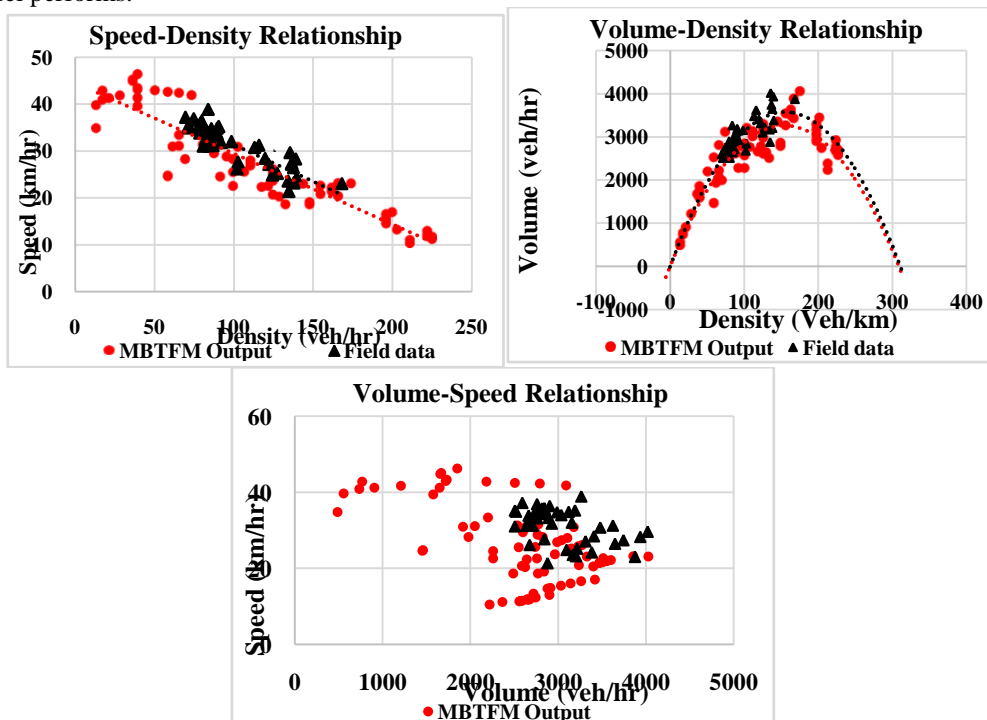 Speed-Density Relationship
50
40
30
20
10
0
Speed (km/hr)
0 50 100 150 200 250
Density (veh/hr)
MBTFM Output Field data
Volume-Density Relationship
5000
4000
3000
2000
1000
0
-1000
Volume (veh/hr)
-100 0 100 200 300 400
Density (Veh/km)
MBTFM Output Field data
Volume-Speed Relationship
60
40
20
0
Speed (km/hr)
0 1000 2000 3000 4000 5000
Volume (veh/hr)
MBTFM Output